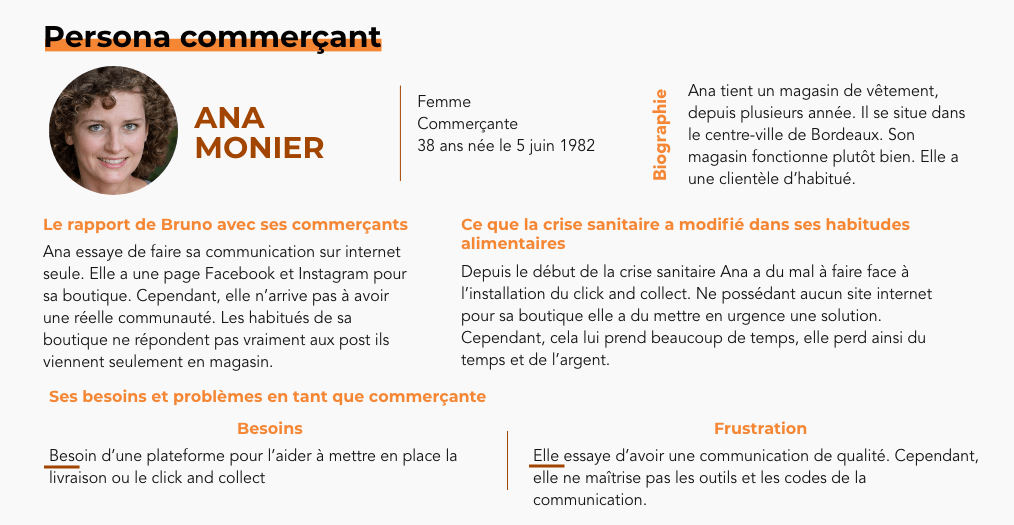 Persona commerçant
ANA
MONIER
Femme
Commerçante
38 ans née le 5 juin 1982
Biographie
Ana tient un magasin de vêtement,
depuis plusieurs année. Il se situe dans
le centre-ville de Bordeaux. Son
magasin fonctionne plutôt bien. Elle a
une clientèle d’habitué.
Le rapport de Bruno avec ses commerçants
Ana essaye de faire sa communication sur internet
seule. Elle a une page Facebook et Instagram pour
sa boutique. Cependant, elle n’arrive pas à avoir
une réelle communauté. Les habitués de sa
boutique ne répondent pas vraiment aux post ils
viennent seulement en magasin.
Ce que la crise sanitaire a modifié dans ses habitudes
alimentaires
Depuis le début de la crise sanitaire Ana a du mal à faire face à
l’installation du click and collect. Ne possédant aucun site internet
pour sa boutique elle a du mettre en urgence une solution.
Cependant, cela lui prend beaucoup de temps, elle perd ainsi du
temps et de l’argent.
Ses besoins et problèmes en tant que commerçante
Besoins
Besoin d’une plateforme pour l’aider à mettre en place la
livraison ou le click and collect
Frustration
Elle essaye d’avoir une communication de qualité. Cependant,
elle ne maîtrise pas les outils et les codes de la
communication.